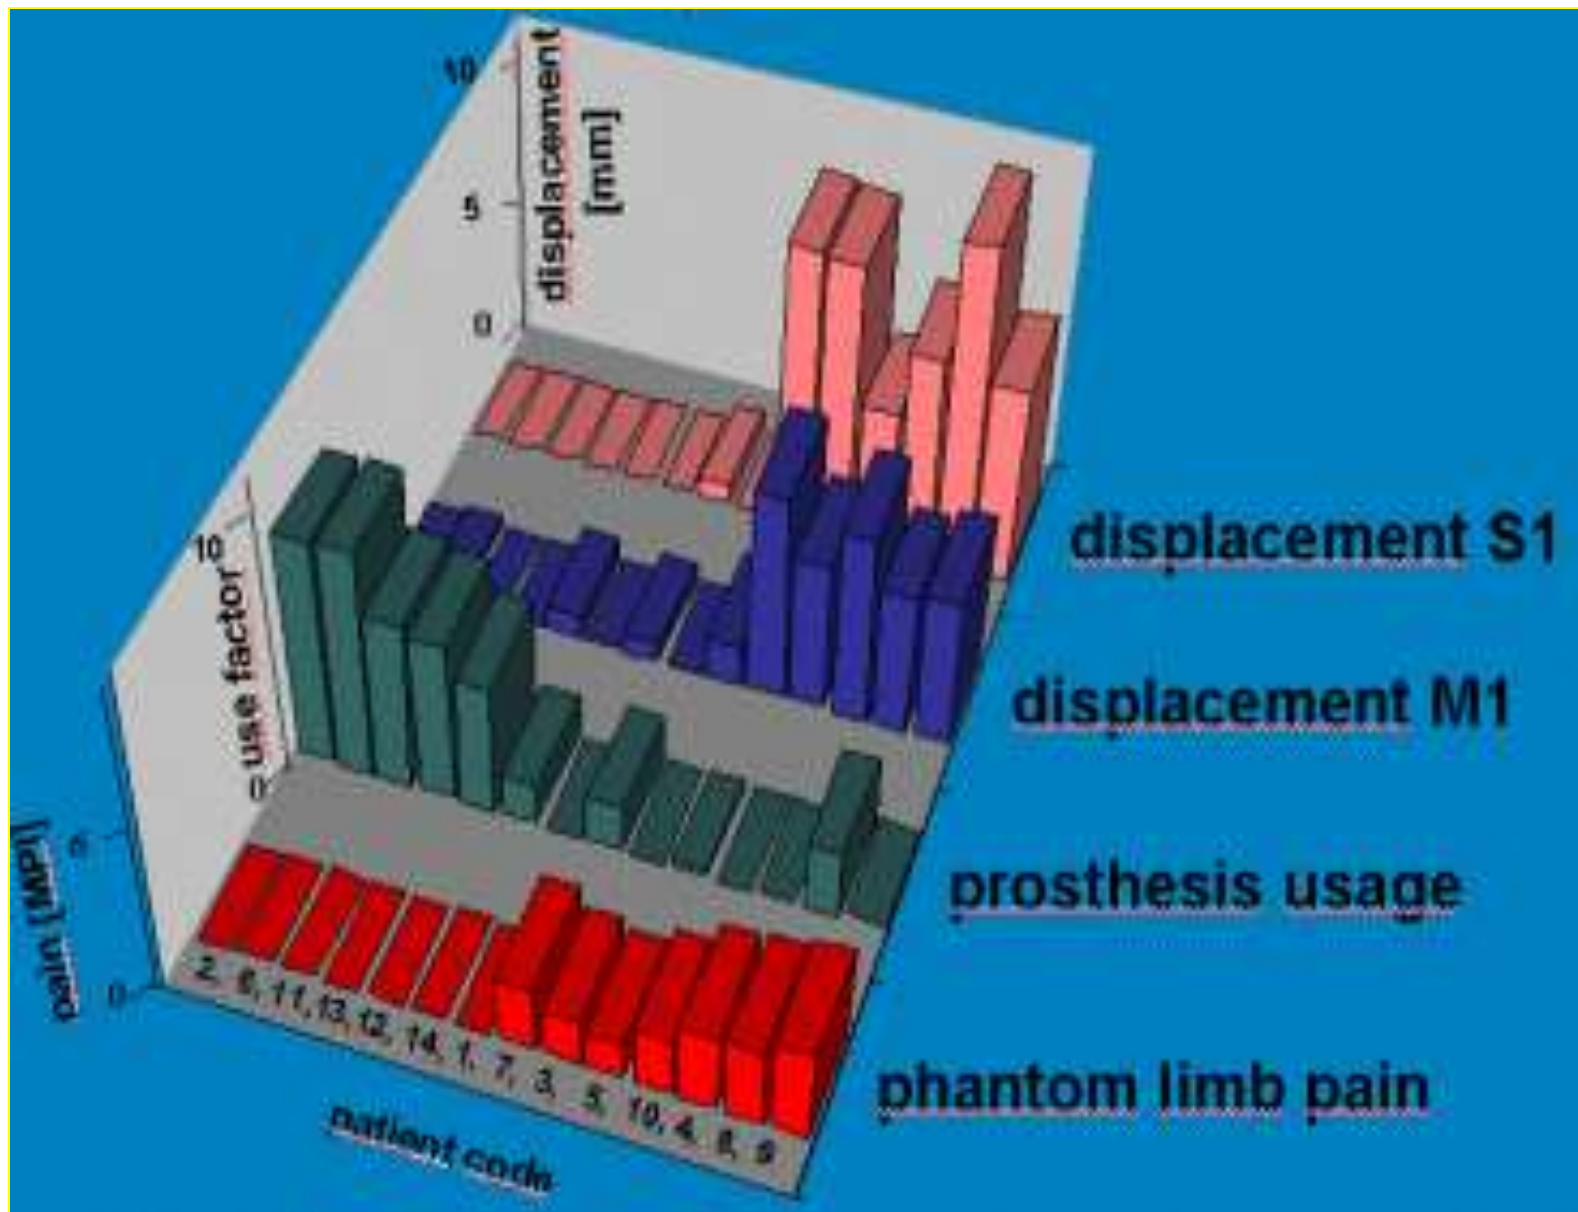 10
5
0
displacement
[mm]
10
0
use factor
0
pain [MPI]
2, 6, 11, 13, 12, 14, 1, 7, 3, 5, 10, 4, 8, 9
patient code
displacement S1
displacement M1
prosthesis usage
phantom limb pain